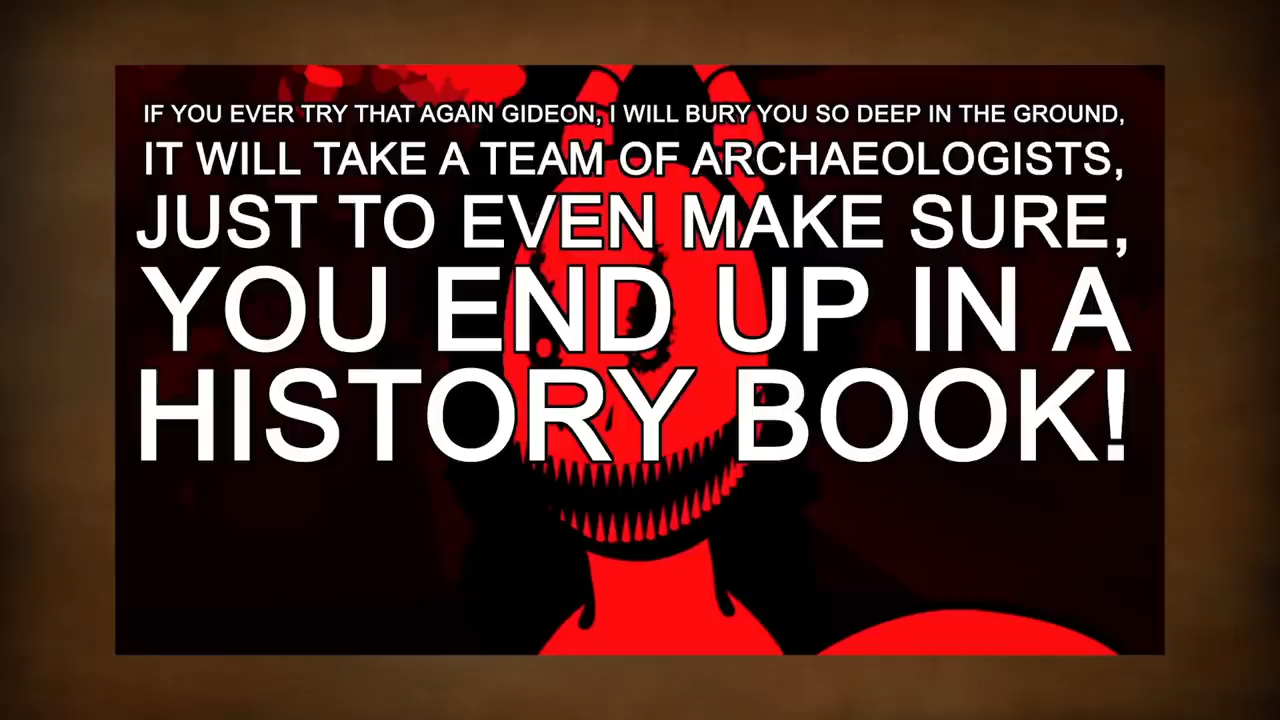 IF YOU EVER TRY THAT AGAIN GIDEON, I WILL BURY YOU SO DEEP IN THE GROUND,
IT WILL TAKE A TEAM OF ARCHAEOLOGISTS,
JUST TO EVEN MAKE SURE,
YOU END UP IN A
HISTORY BOOK!